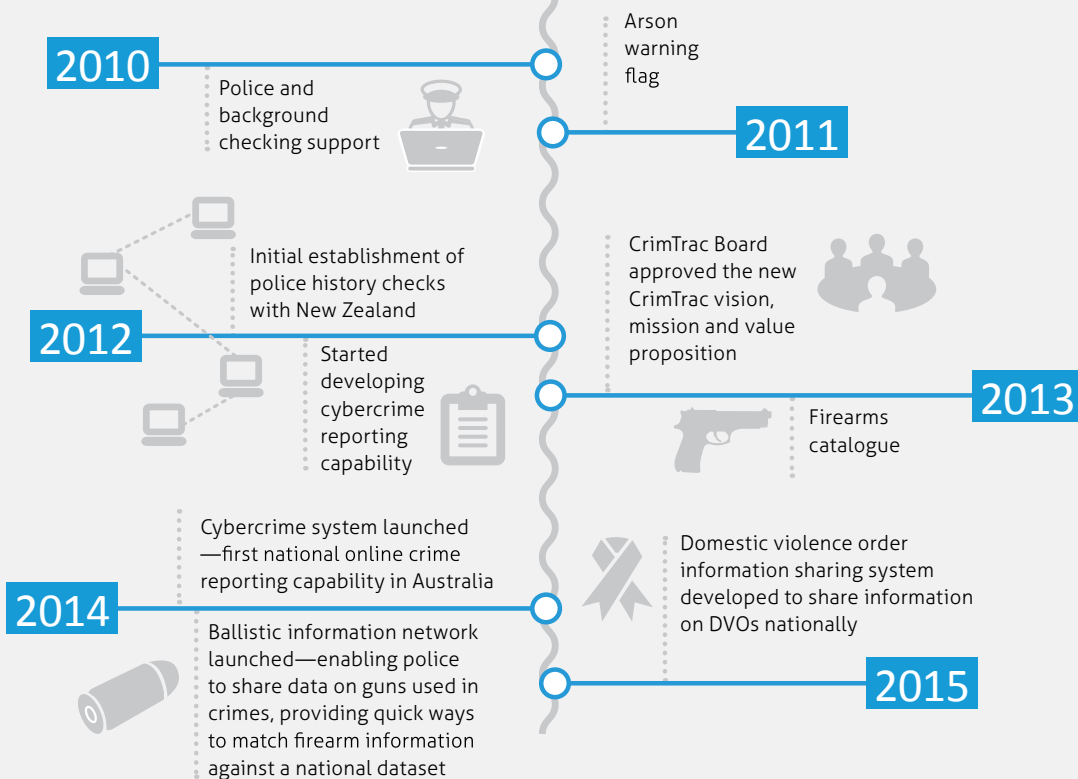 2010
Police and
background
checking support
Arson
warning
flag
2011
Initial establishment of
police history checks
with New Zealand
2012
Started
developing
cybercrime
reporting
capability
CrimTrac Board
approved the new
CrimTrac vision,
mission and value
proposition
2013
Firearms
catalogue
Cybercrime system launched
—first national online crime
reporting capability in Australia
2014
Ballistic information network
launched—enabling police
to share data on guns used in
crimes, providing quick ways
to match firearm information
against a national dataset
Domestic violence order
information sharing system
developed to share information
on DVOs nationally
2015